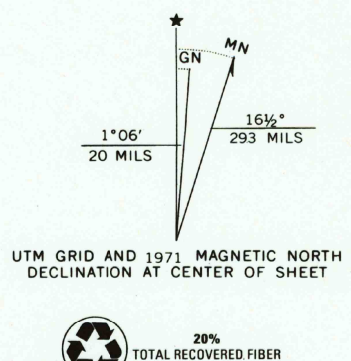 ★
MN
GN
16½°
293 MILS
1°06′
20 MILS
UTM GRID AND 1971 MAGNETIC NORTH
DECLINATION AT CENTER OF SHEET
20%
TOTAL RECOVERED FIBER